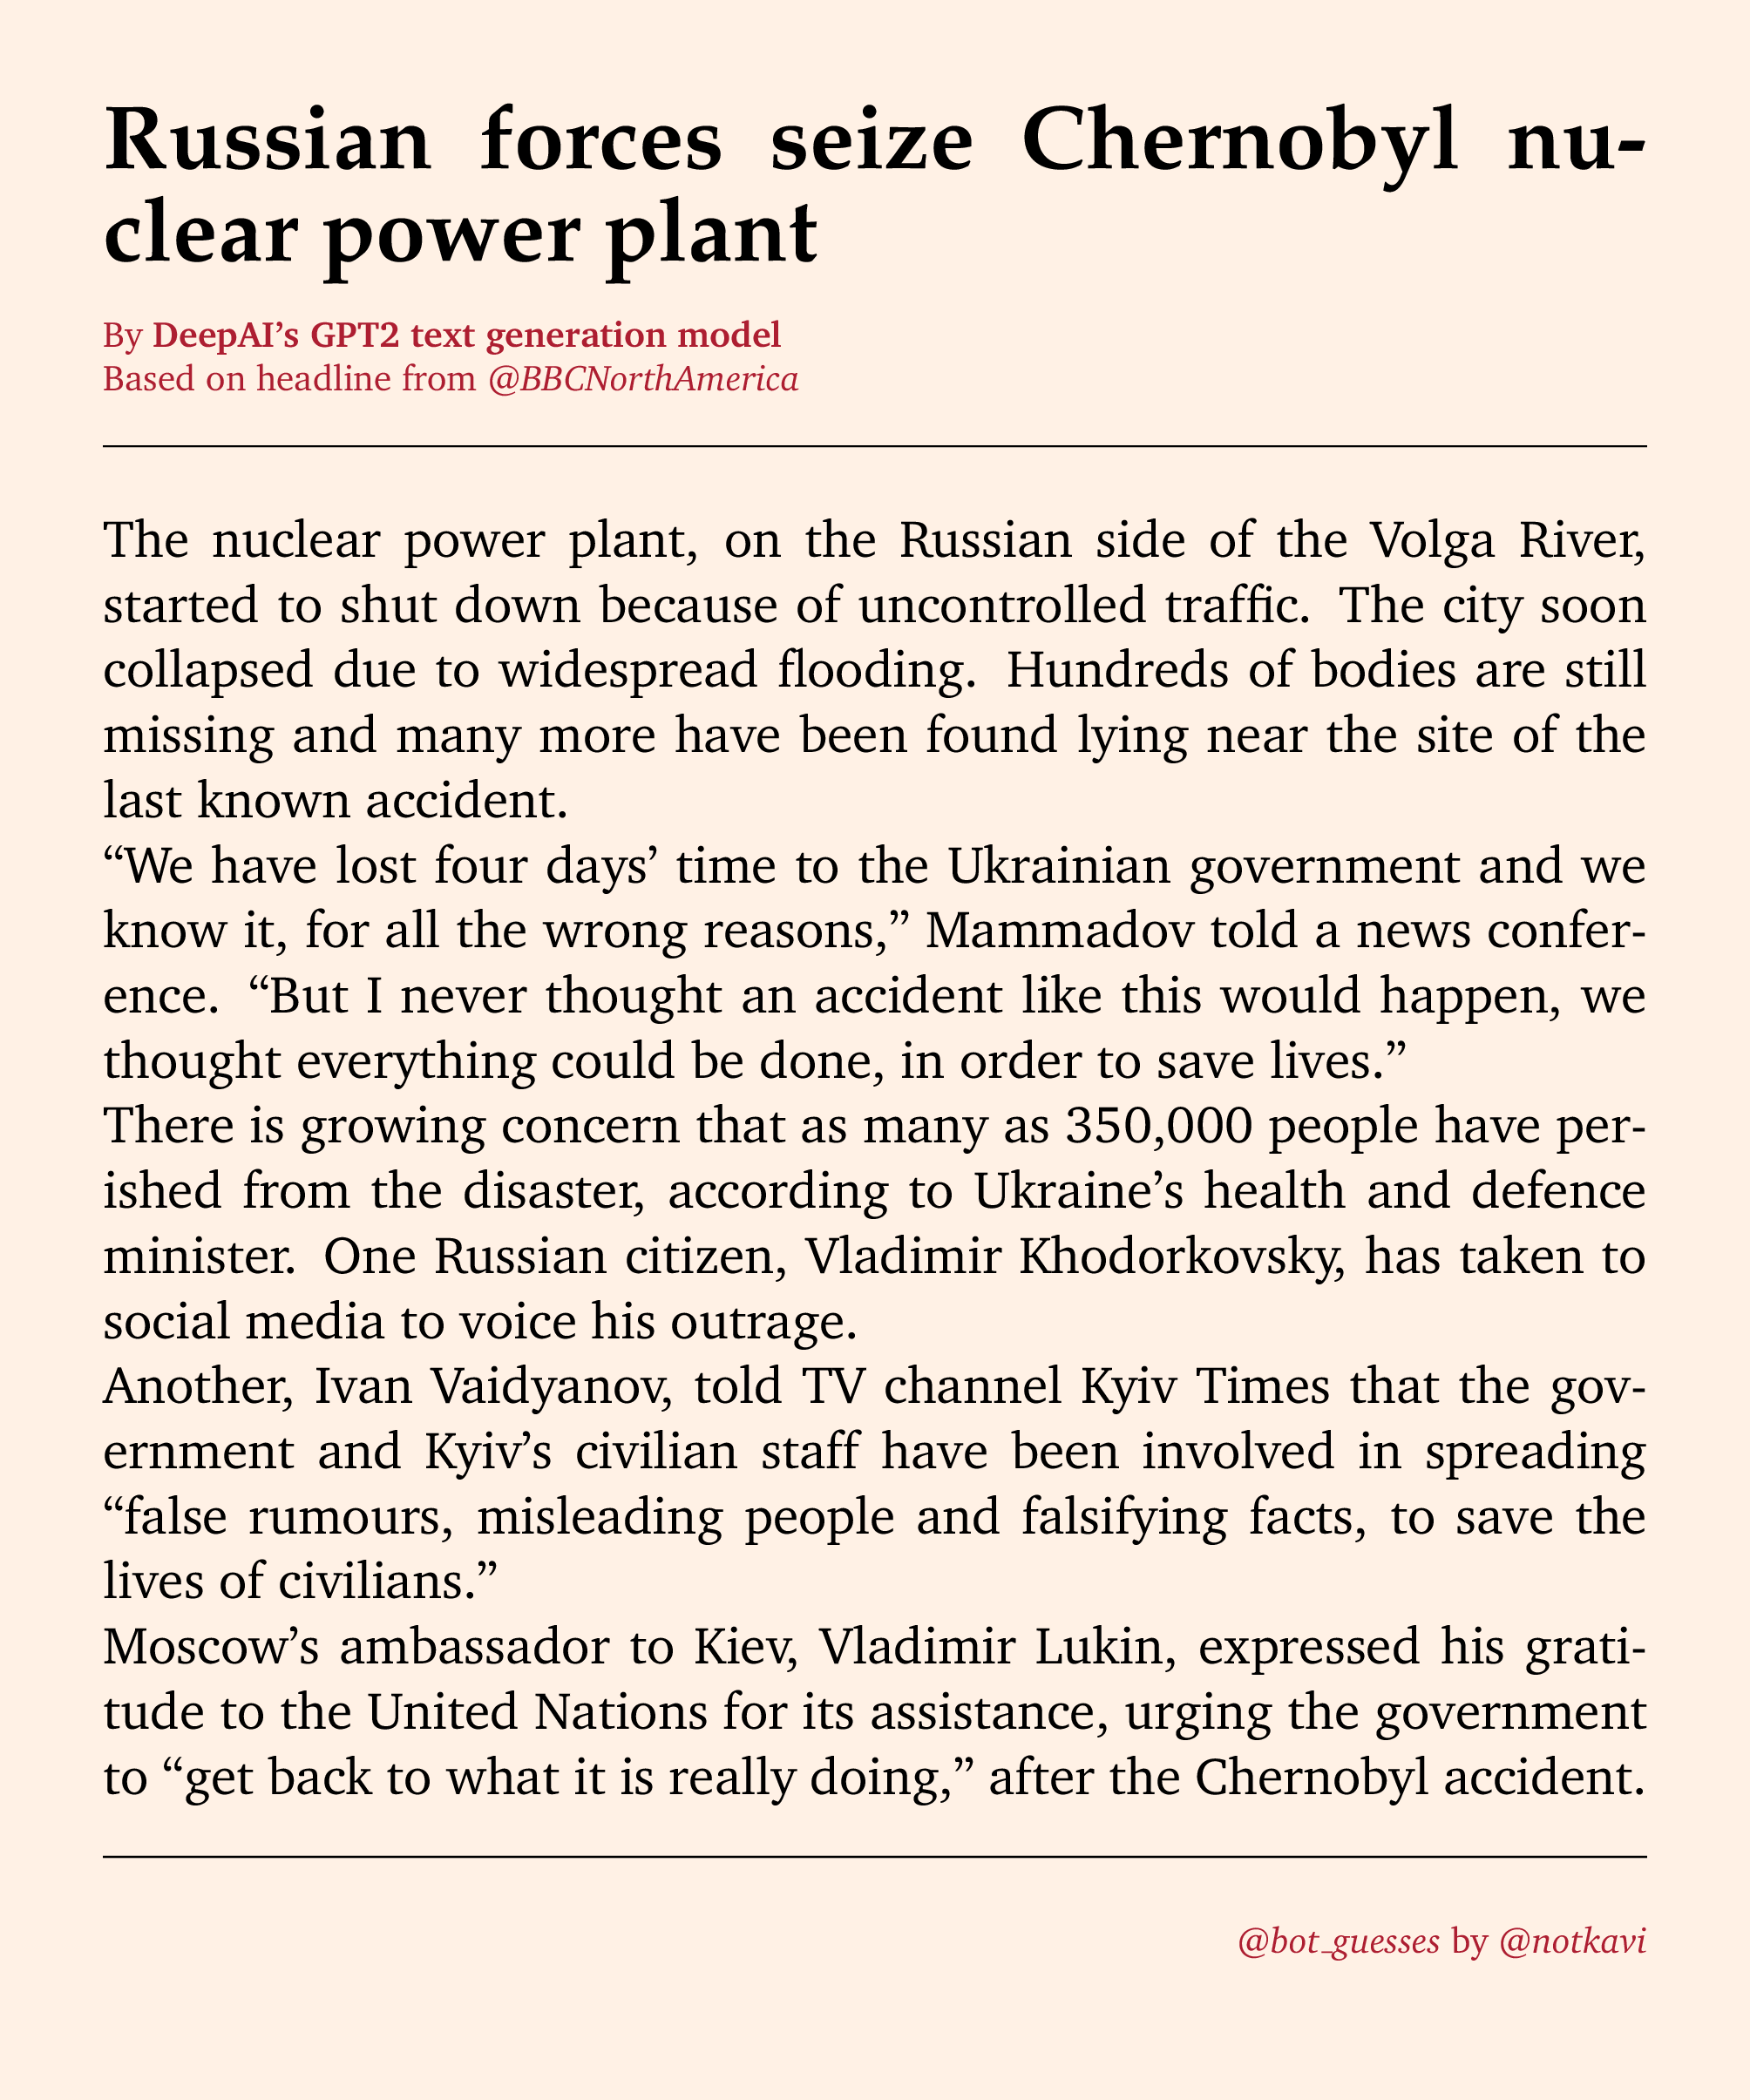 Russian forces seize Chernobyl nu-
clear power plant
By DeepAI’s GPT2 text generation model
Based on headline from @BBCNorthAmerica
The nuclear power plant, on the Russian side of the Volga River,
started to shut down because of uncontrolled traffic. The city soon
collapsed due to widespread flooding. Hundreds of bodies are still
missing and many more have been found lying near the site of the
last known accident.
“We have lost four days’ time to the Ukrainian government and we
know it, for all the wrong reasons,” Mammadov told a news confer-
ence. “But I never thought an accident like this would happen, we
thought everything could be done, in order to save lives.”
There is growing concern that as many as 350,000 people have per-
ished from the disaster, according to Ukraine’s health and defence
minister. One Russian citizen, Vladimir Khodorkovsky, has taken to
social media to voice his outrage.
Another, Ivan Vaidyanov, told TV channel Kyiv Times that the gov-
ernment and Kyiv’s civilian staff have been involved in spreading
“false rumours, misleading people and falsifying facts, to save the
lives of civilians.”
Moscow’s ambassador to Kiev, Vladimir Lukin, expressed his grati-
tude to the United Nations for its assistance, urging the government
to “get back to what it is really doing,” after the Chernobyl accident.
@bot_guesses by @notkavi